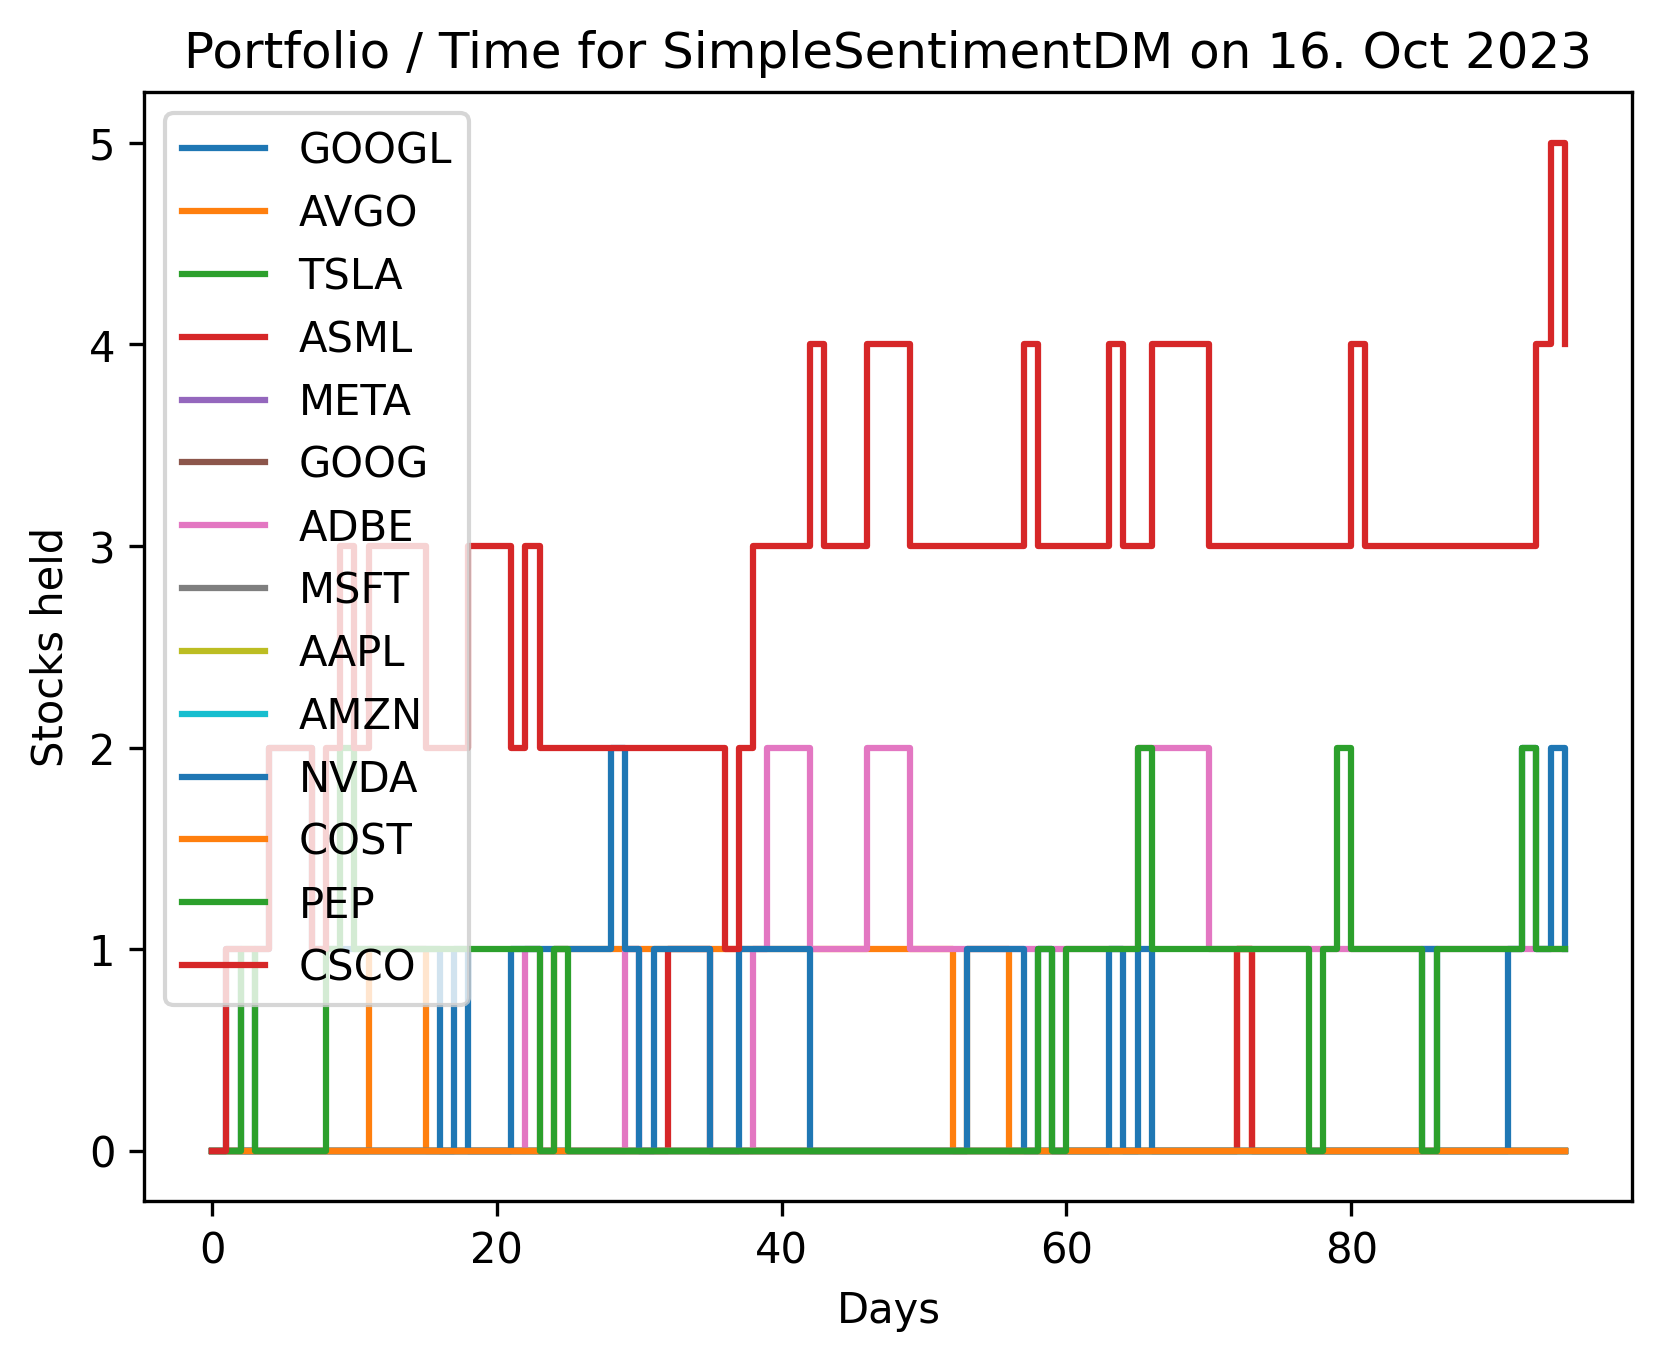 Portfolio / Time for SimpleSentimentDM on 16. Oct 2023
GOOGL
AVGO
TSLA
ASML
META
GOOG
ADBE
MSFT
AAPL
AMZN
NVDA
COST
PEP
CSCO
5
4
3
2
1
0
Stocks held
0 20 40 60 80
Days